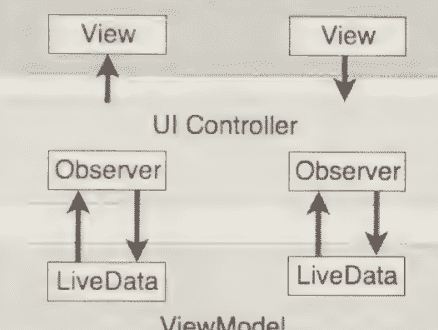 View View
UI Controller
Observer Observer
LiveData LiveData
ViewModel